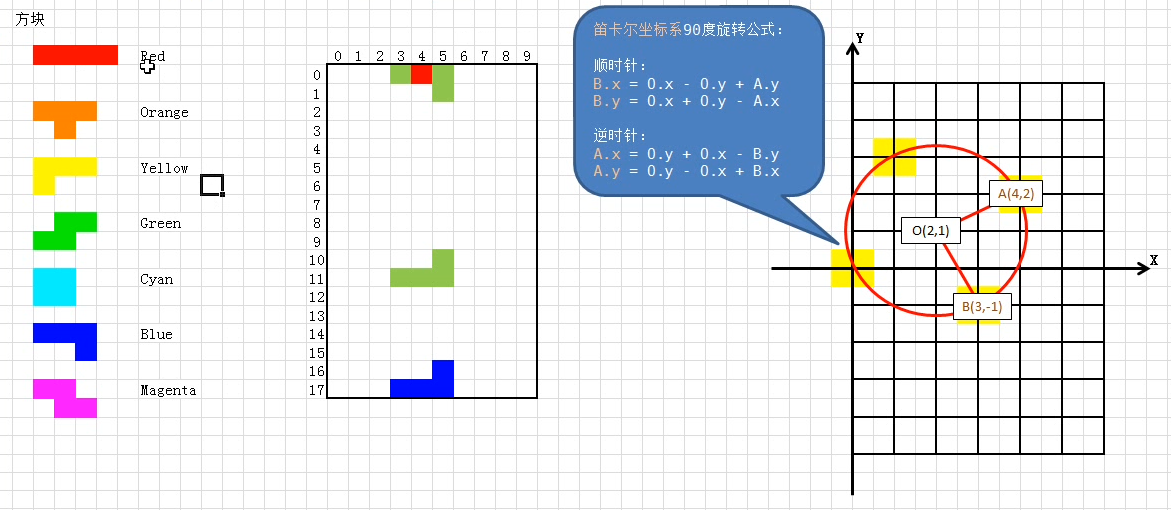 方块
Red
Orange
Yellow
Green
Cyan
Blue
Magenta
0 1 2 3 4 5 6 7 8 9
0
1
2
3
4
5
6
7
8
9
10
11
12
13
14
15
16
17
笛卡尔坐标系90度旋转公式：
顺时针：
B.x = O.x - O.y + A.y
B.y = O.x + O.y - A.x
逆时针：
A.x = O.y + O.x - B.y
A.y = O.y - O.x + B.x
Y
A(4,2)
O(2,1)
X
B(3,-1)